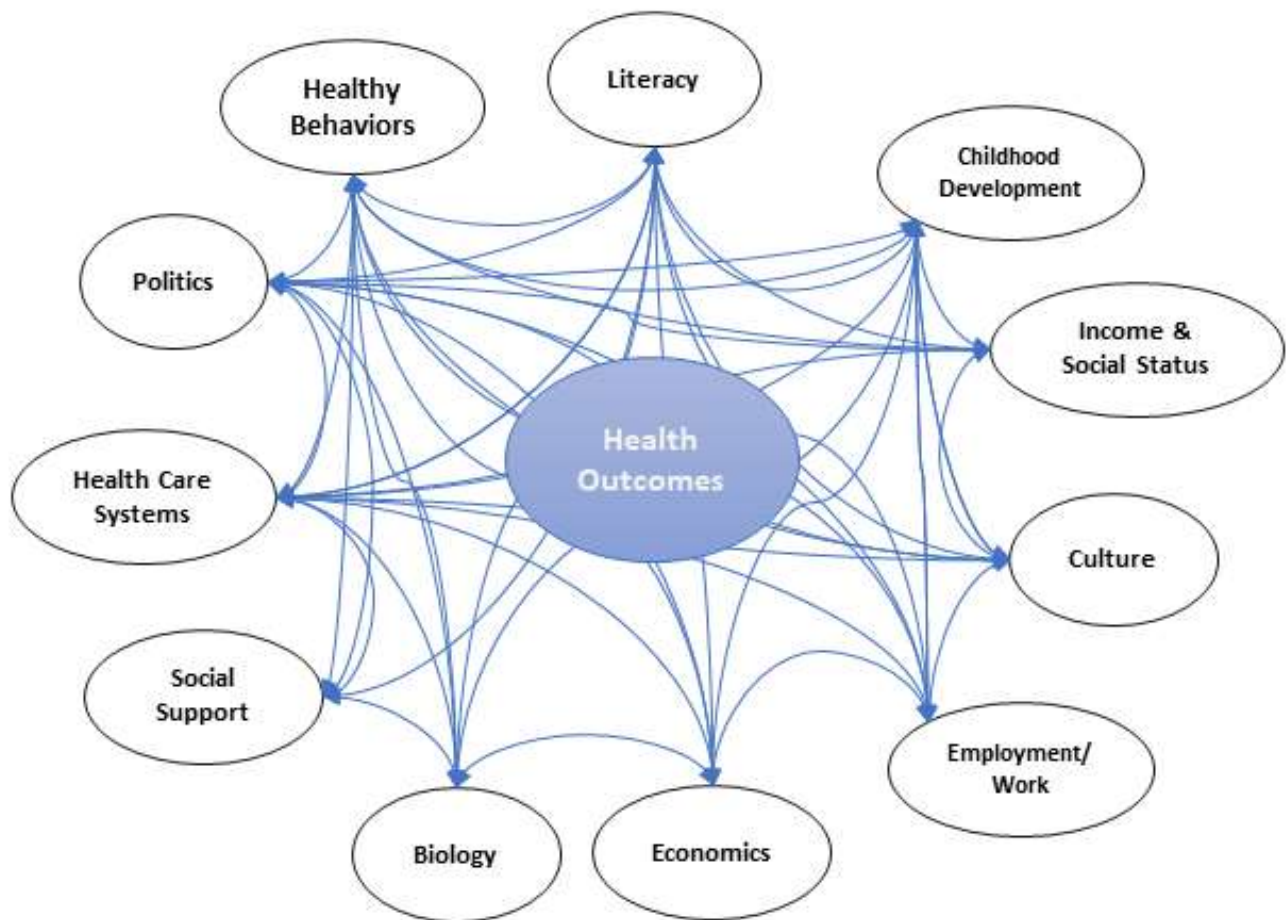 Literacy
Healthy
Behaviors
Childhood
Development
Politics
Income &
Social Status
Health
Outcomes
Health Care
Systems
Culture
Social
Support
Employment/
Work
Biology
Economics